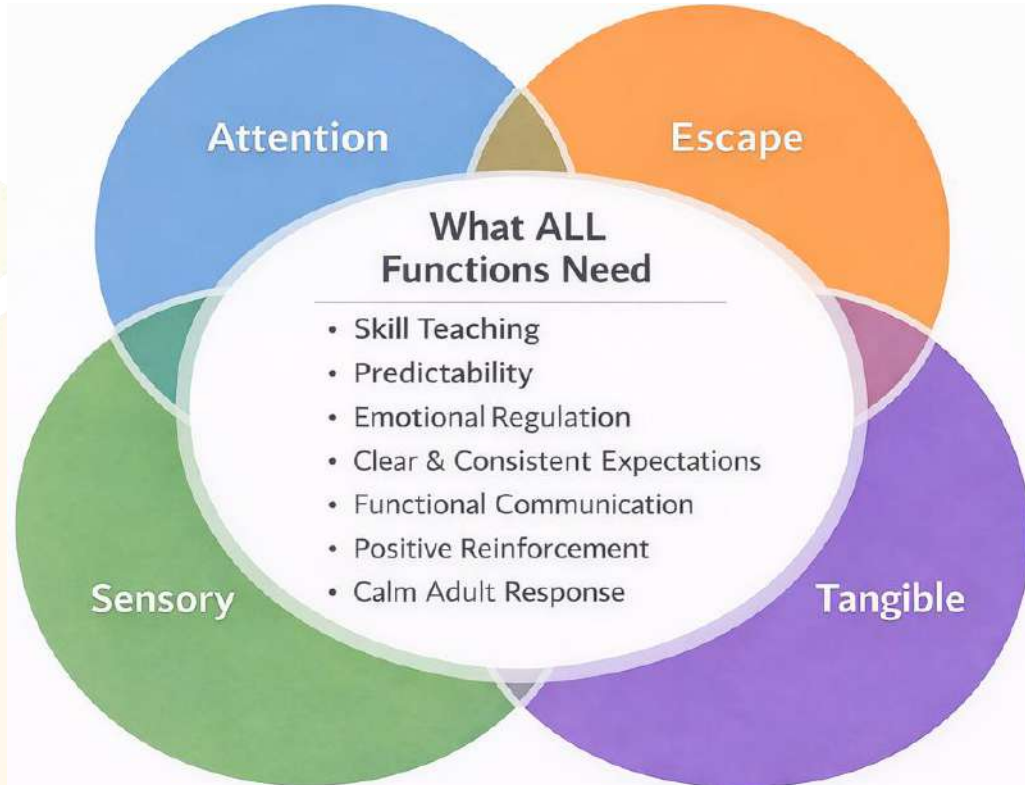 Attention
Escape
What ALL
Functions Need
• Skill Teaching
• Predictability
• Emotional Regulation
• Clear & Consistent Expectations
• Functional Communication
• Positive Reinforcement
• Calm Adult Response
Sensory
Tangible